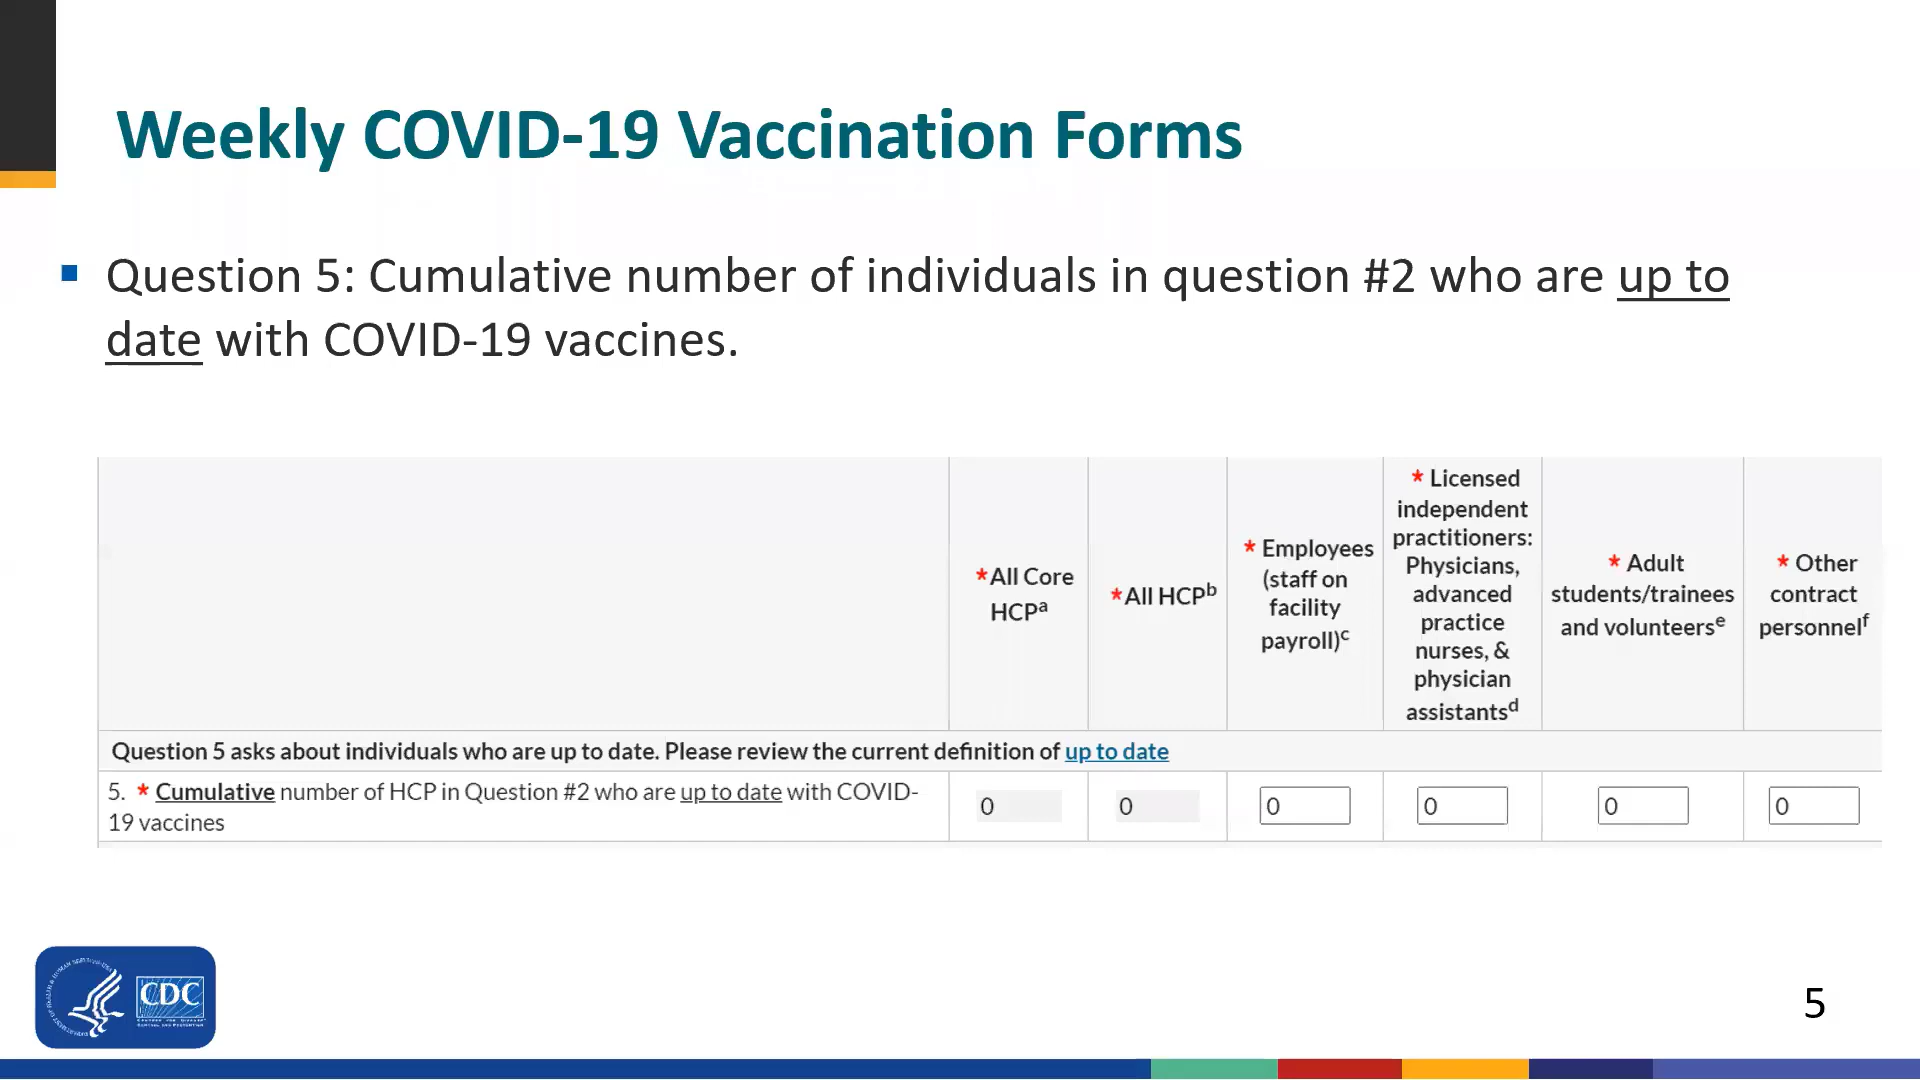 Weekly COVID-19 Vaccination Forms
Question 5: Cumulative number of individuals in question #2 who are up to
date with COVID-19 vaccines.
*All Core
HCPa
*All HCPb
* Employees
(staff on
facility
payroll)c
* Licensed
independent
practitioners:
Physicians,
advanced
practice
nurses, &
physician
assistantsd
* Adult
students/trainees
and volunteerse
* Other
contract
personnelf
Question 5 asks about individuals who are up to date. Please review the current definition of up to date
5. * Cumulative number of HCP in Question #2 who are up to date with COVID-
19 vaccines
0 0 0 0 0 0
CDC
5